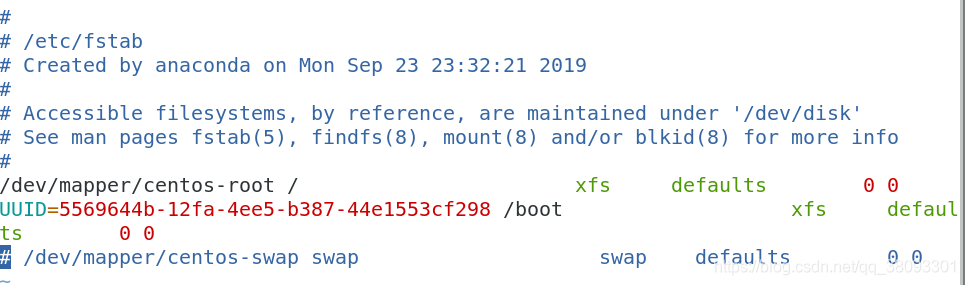 #
# /etc/fstab
# Created by anaconda on Mon Sep 23 23:32:21 2019
#
# Accessible filesystems, by reference, are maintained under '/dev/disk'
# See man pages fstab(5), findfs(8), mount(8) and/or blkid(8) for more info
#
/dev/mapper/centos-root /                       xfs     defaults        0 0
UUID=5569644b-12fa-4ee5-b387-44e1553cf298 /boot                   xfs     defaul
ts        0 0
# /dev/mapper/centos-swap swap                    swap    defaults        0 0
~
https://blog.csdn.net/qq_38093301